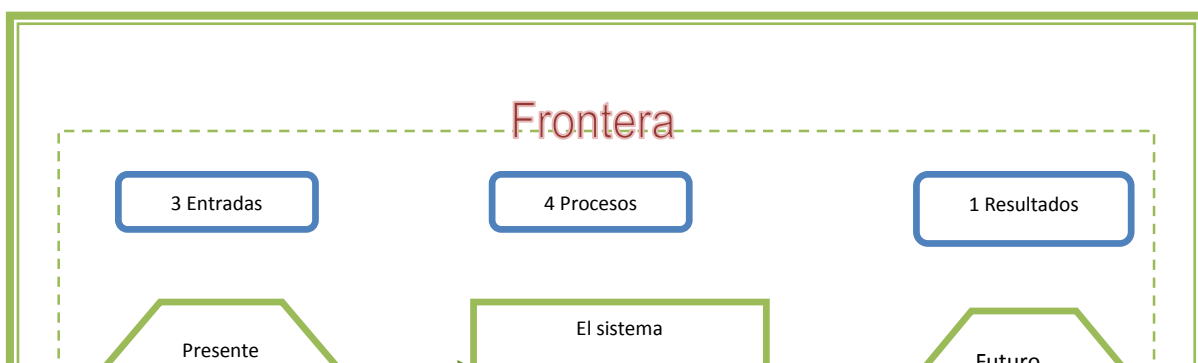 Frontera
3 Entradas
4 Procesos
1 Resultados
El sistema
Presente
Futuro